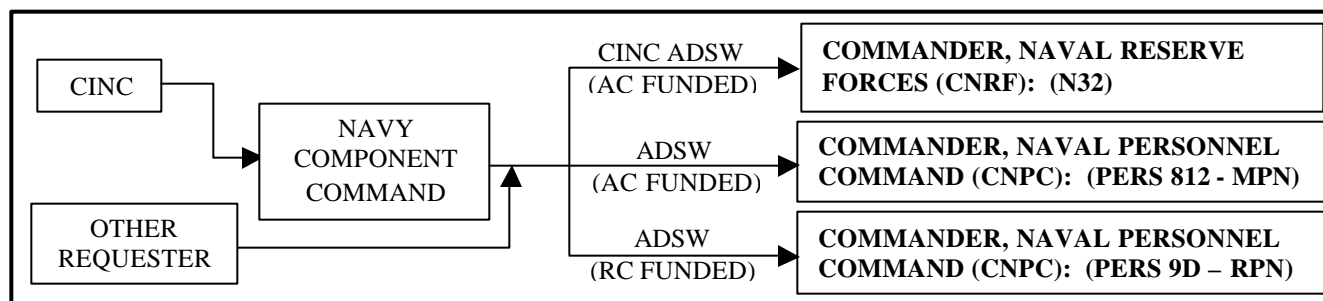 CINC
NAVY
COMPONENT
COMMAND
OTHER
REQUESTER
CINC ADSW
(AC FUNDED)
COMMANDER, NAVAL RESERVE
FORCES (CNRF): (N32)
ADSW
(AC FUNDED)
COMMANDER, NAVAL PERSONNEL
COMMAND (CNPC): (PERS 812 - MPN)
ADSW
(RC FUNDED)
COMMANDER, NAVAL PERSONNEL
COMMAND (CNPC): (PERS 9D – RPN)